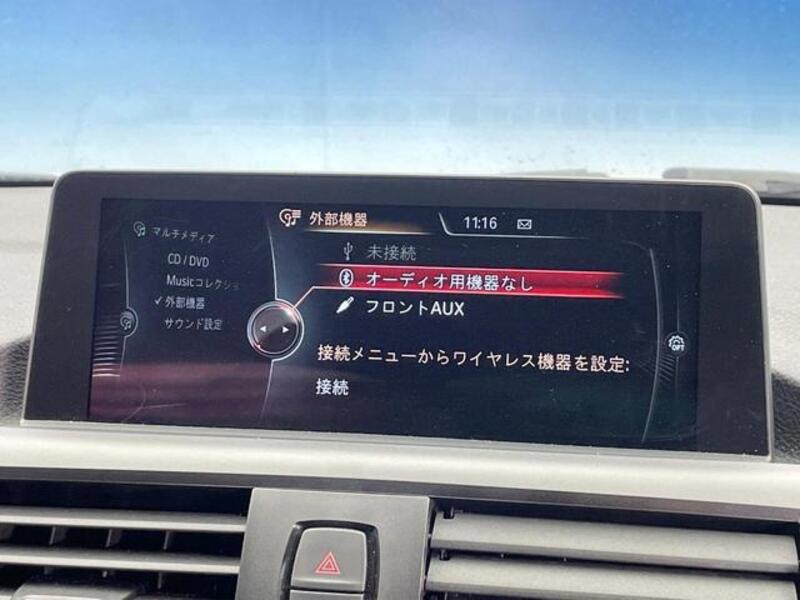 外部機器
11:16
マルチメディア
CD / DVD
Musicコレクショ
外部機器
サウンド設定
未接続
オーディオ用機器なし
フロントAUX
接続メニューからワイヤレス機器を設定:
接続
OPT